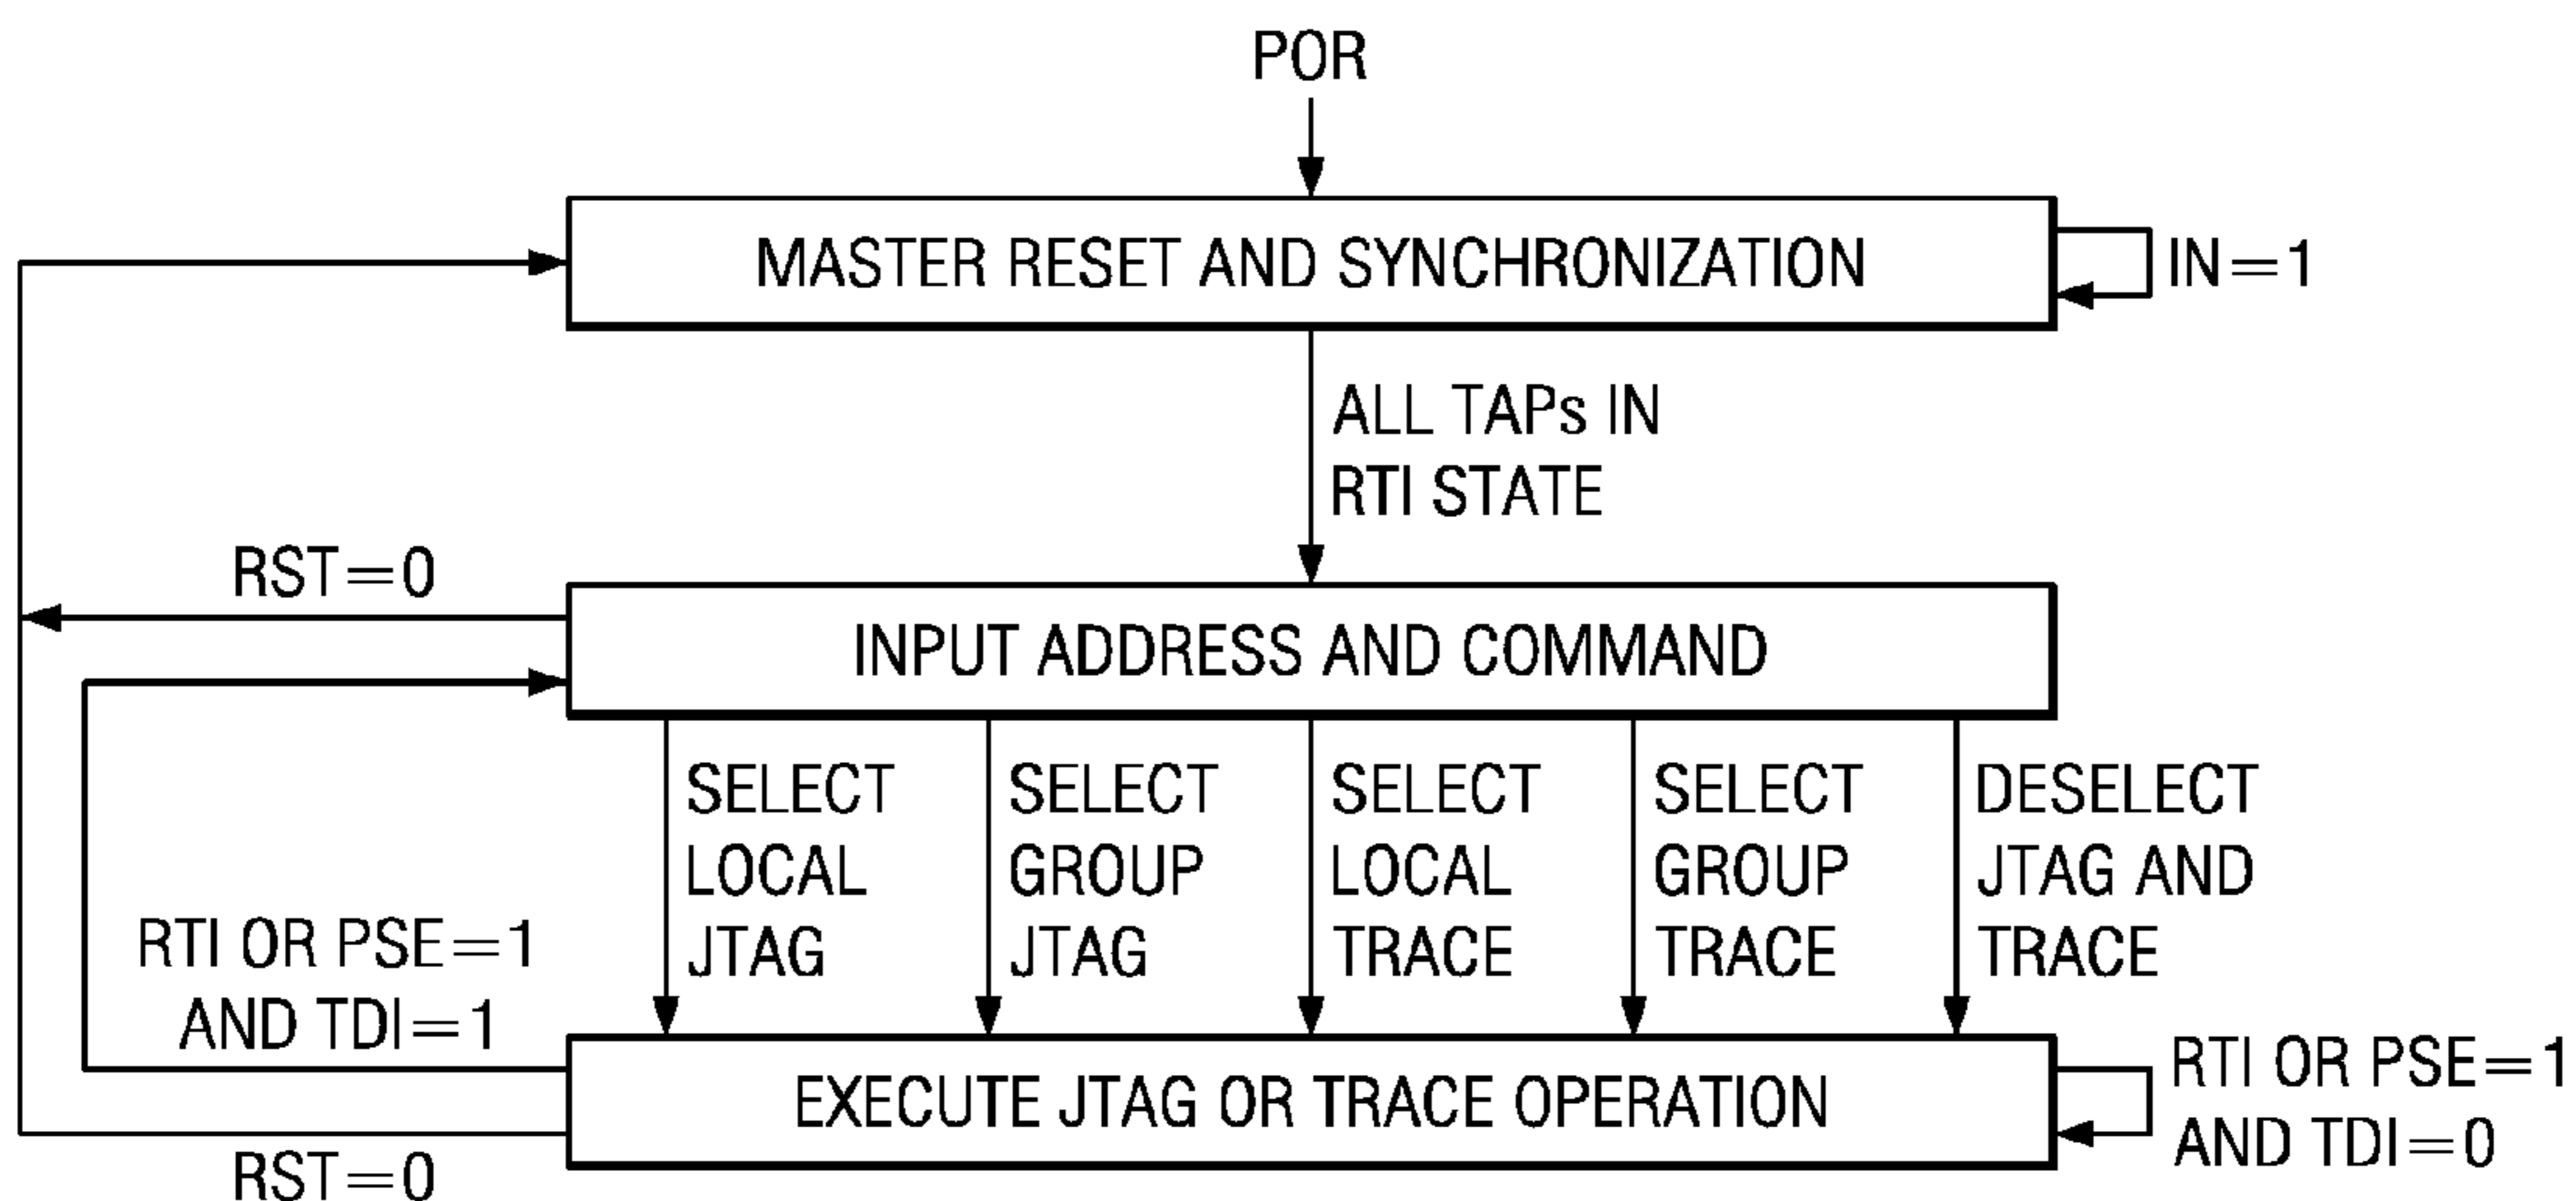 POR
MASTER RESET AND SYNCHRONIZATION
IN=1
ALL TAPs IN
RTI STATE
RST=0
INPUT ADDRESS AND COMMAND
SELECT
LOCAL
JTAG
SELECT
GROUP
JTAG
SELECT
LOCAL
TRACE
SELECT
GROUP
TRACE
DESELECT
JTAG AND
TRACE
RTI OR PSE=1
AND TDI=1
EXECUTE JTAG OR TRACE OPERATION
RTI OR PSE=1
AND TDI=0
RST=0